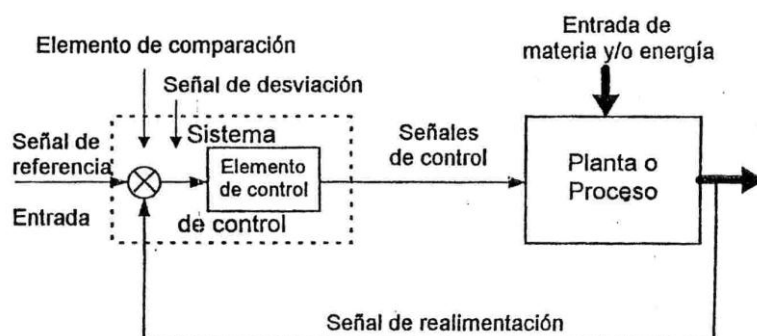 Elemento de comparación
Señal de desviación
Entrada de
materia y/o energía
Señal de
referencia
Entrada
Sistema
Elemento
de control
de control
Señales
de control
Planta o
Proceso
Señal de realimentación